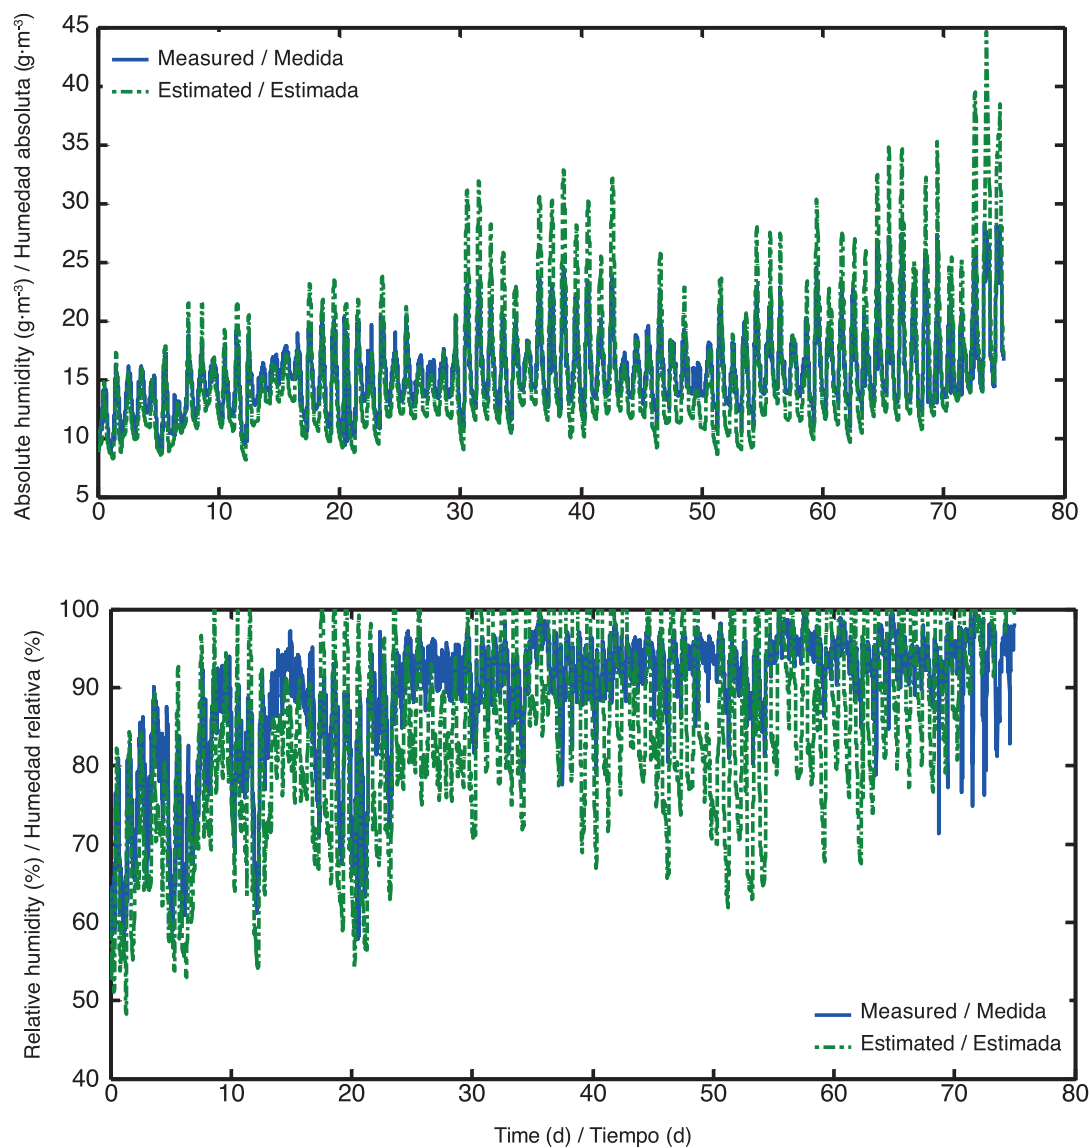 Absolute humidity (g·m⁻³) / Humedad absoluta (g·m⁻³)
45
40
35
30
25
20
15
10
5
Measured / Medida
Estimated / Estimada
0 10 20 30 40 50 60 70 80
Relative humidity (%) / Humedad relativa (%)
100
90
80
70
60
50
40
Measured / Medida
Estimated / Estimada
0 10 20 30 40 50 60 70 80
Time (d) / Tiempo (d)